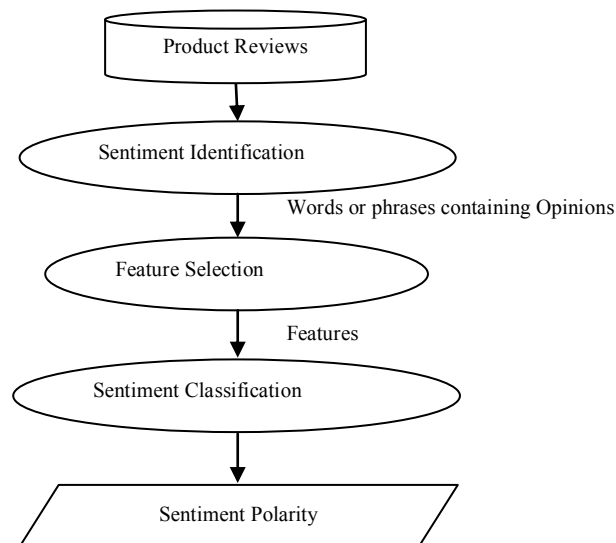 Product Reviews
Sentiment Identification
Words or phrases containing Opinions
Feature Selection
Features
Sentiment Classification
Sentiment Polarity